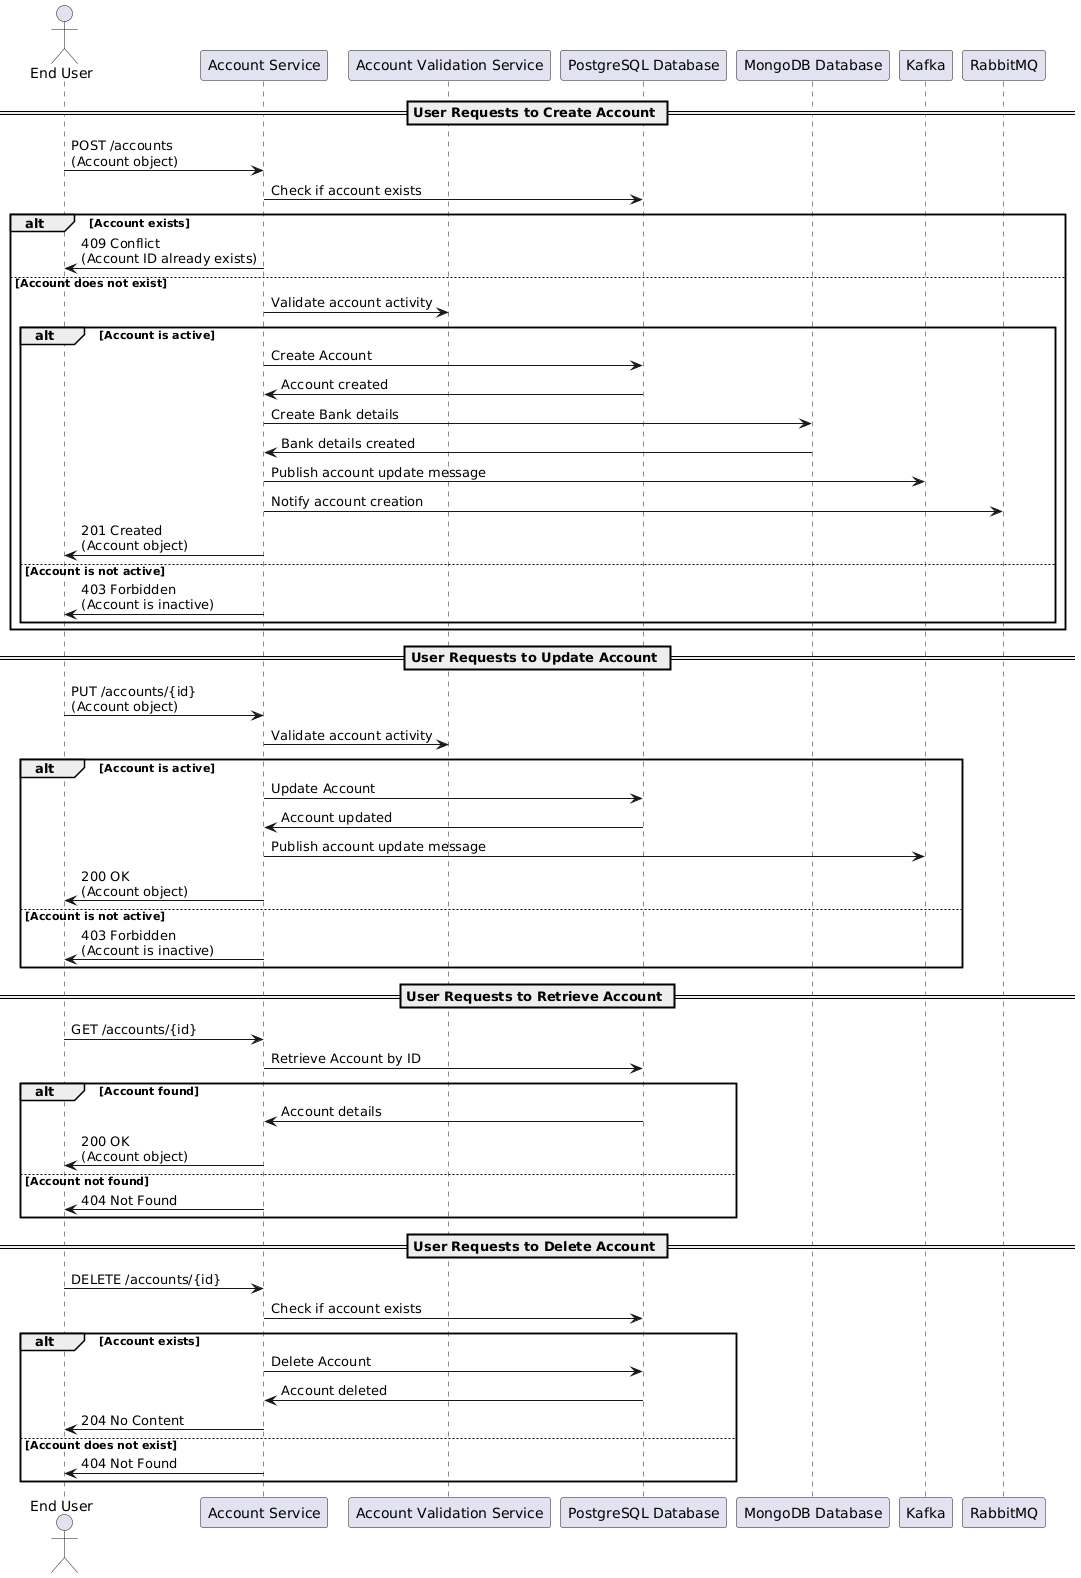 End User
Account Service
Account Validation Service
PostgreSQL Database
MongoDB Database
Kafka
RabbitMQ
User Requests to Create Account
POST /accounts
(Account object)
Check if account exists
alt
[Account exists]
409 Conflict
(Account ID already exists)
[Account does not exist]
Validate account activity
alt
[Account is active]
Create Account
Account created
Create Bank details
Bank details created
Publish account update message
Notify account creation
201 Created
(Account object)
[Account is not active]
403 Forbidden
(Account is inactive)
User Requests to Update Account
PUT /accounts/{id}
(Account object)
Validate account activity
alt
[Account is active]
Update Account
Account updated
Publish account update message
200 OK
(Account object)
[Account is not active]
403 Forbidden
(Account is inactive)
User Requests to Retrieve Account
GET /accounts/{id}
Retrieve Account by ID
alt
[Account found]
Account details
200 OK
(Account object)
[Account not found]
404 Not Found
User Requests to Delete Account
DELETE /accounts/{id}
Check if account exists
alt
[Account exists]
Delete Account
Account deleted
204 No Content
[Account does not exist]
404 Not Found
End User
Account Service
Account Validation Service
PostgreSQL Database
MongoDB Database
Kafka
RabbitMQ